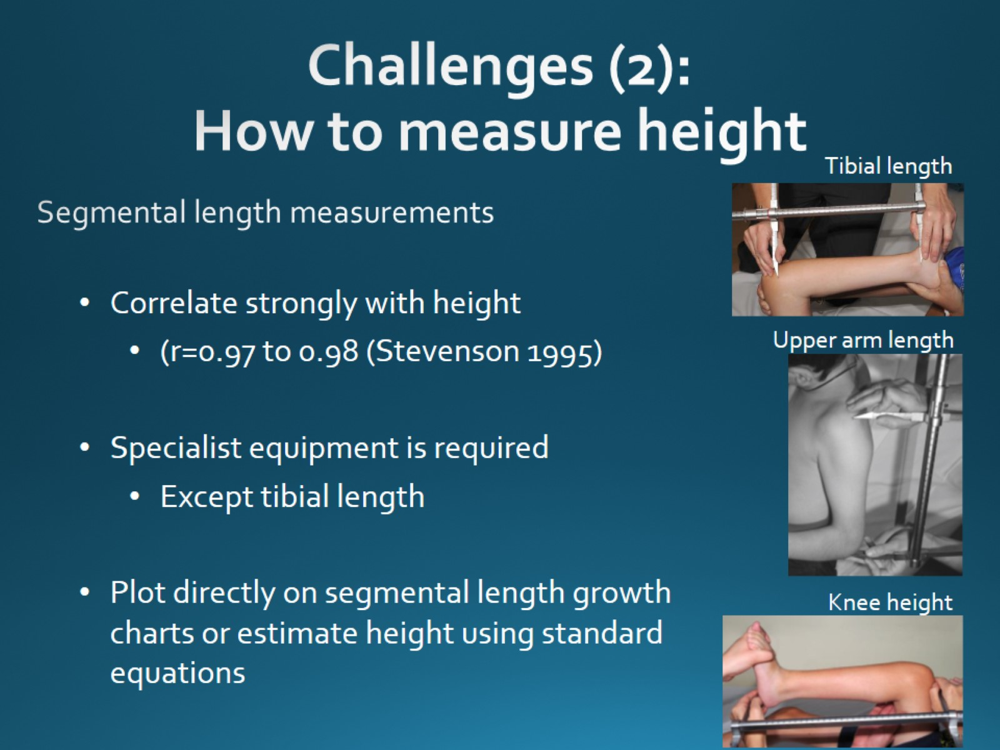 Challenges (2):
How to measure height
Segmental length measurements
• Correlate strongly with height
• (r=0.97 to 0.98 (Stevenson 1995)
• Specialist equipment is required
• Except tibial length
• Plot directly on segmental length growth
charts or estimate height using standard
equations
Tibial length
Upper arm length
Knee height